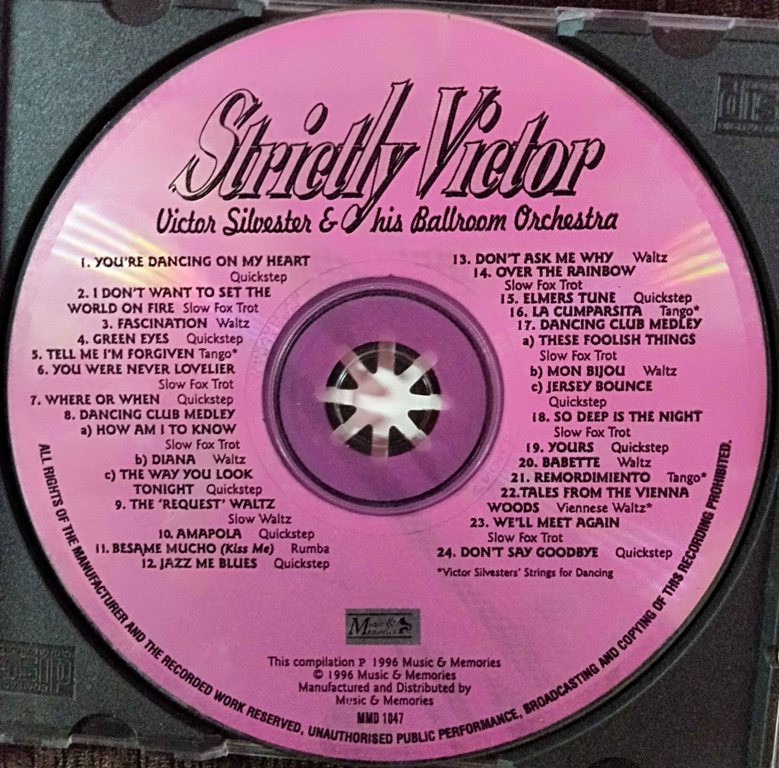 Strictly Victor
Victor Silvester & his Ballroom Orchestra
1. YOU'RE DANCING ON MY HEART
Quickstep
2. I DON'T WANT TO SET THE
WORLD ON FIRE Slow Fox Trot
3. FASCINATION Waltz
4. GREEN EYES Quickstep
5. TELL ME I'M FORGIVEN Tango*
6. YOU WERE NEVER LOVELIER
Slow Fox Trot
7. WHERE OR WHEN Quickstep
8. DANCING CLUB MEDLEY
a) HOW AM I TO KNOW
Slow Fox Trot
b) DIANA Waltz
c) THE WAY YOU LOOK
TONIGHT Quickstep
9. THE 'REQUEST' WALTZ
Slow Waltz
10. AMAPOLA Quickstep
11. BESAME MUCHO (Kiss Me) Rumba
12. JAZZ ME BLUES Quickstep
13. DON'T ASK ME WHY Waltz
14. OVER THE RAINBOW
Slow Fox Trot
15. ELMERS TUNE Quickstep
16. LA CUMPARSITA Tango*
17. DANCING CLUB MEDLEY
a) THESE FOOLISH THINGS
Slow Fox Trot
b) MON BIJOU Waltz
c) JERSEY BOUNCE
Quickstep
18. SO DEEP IS THE NIGHT
Slow Fox Trot
19. YOURS Quickstep
20. BABETTE Waltz
21. REMORDIMIENTO Tango*
22.TALES FROM THE VIENNA
WOODS Viennese Waltz*
23. WE'LL MEET AGAIN
Slow Fox Trot
24. DON'T SAY GOODBYE Quickstep
*Victor Silvesters' Strings for Dancing
Music &
Memories
This compilation P 1996 Music & Memories
© 1996 Music & Memories
Manufactured and Distributed by
Music & Memories
MMD 1047
ALL RIGHTS OF THE MANUFACTURER AND THE RECORDED WORK RESERVED, UNAUTHORISED PUBLIC PERFORMANCE, BROADCASTING AND COPYING OF THIS RECORDING PROHIBITED.